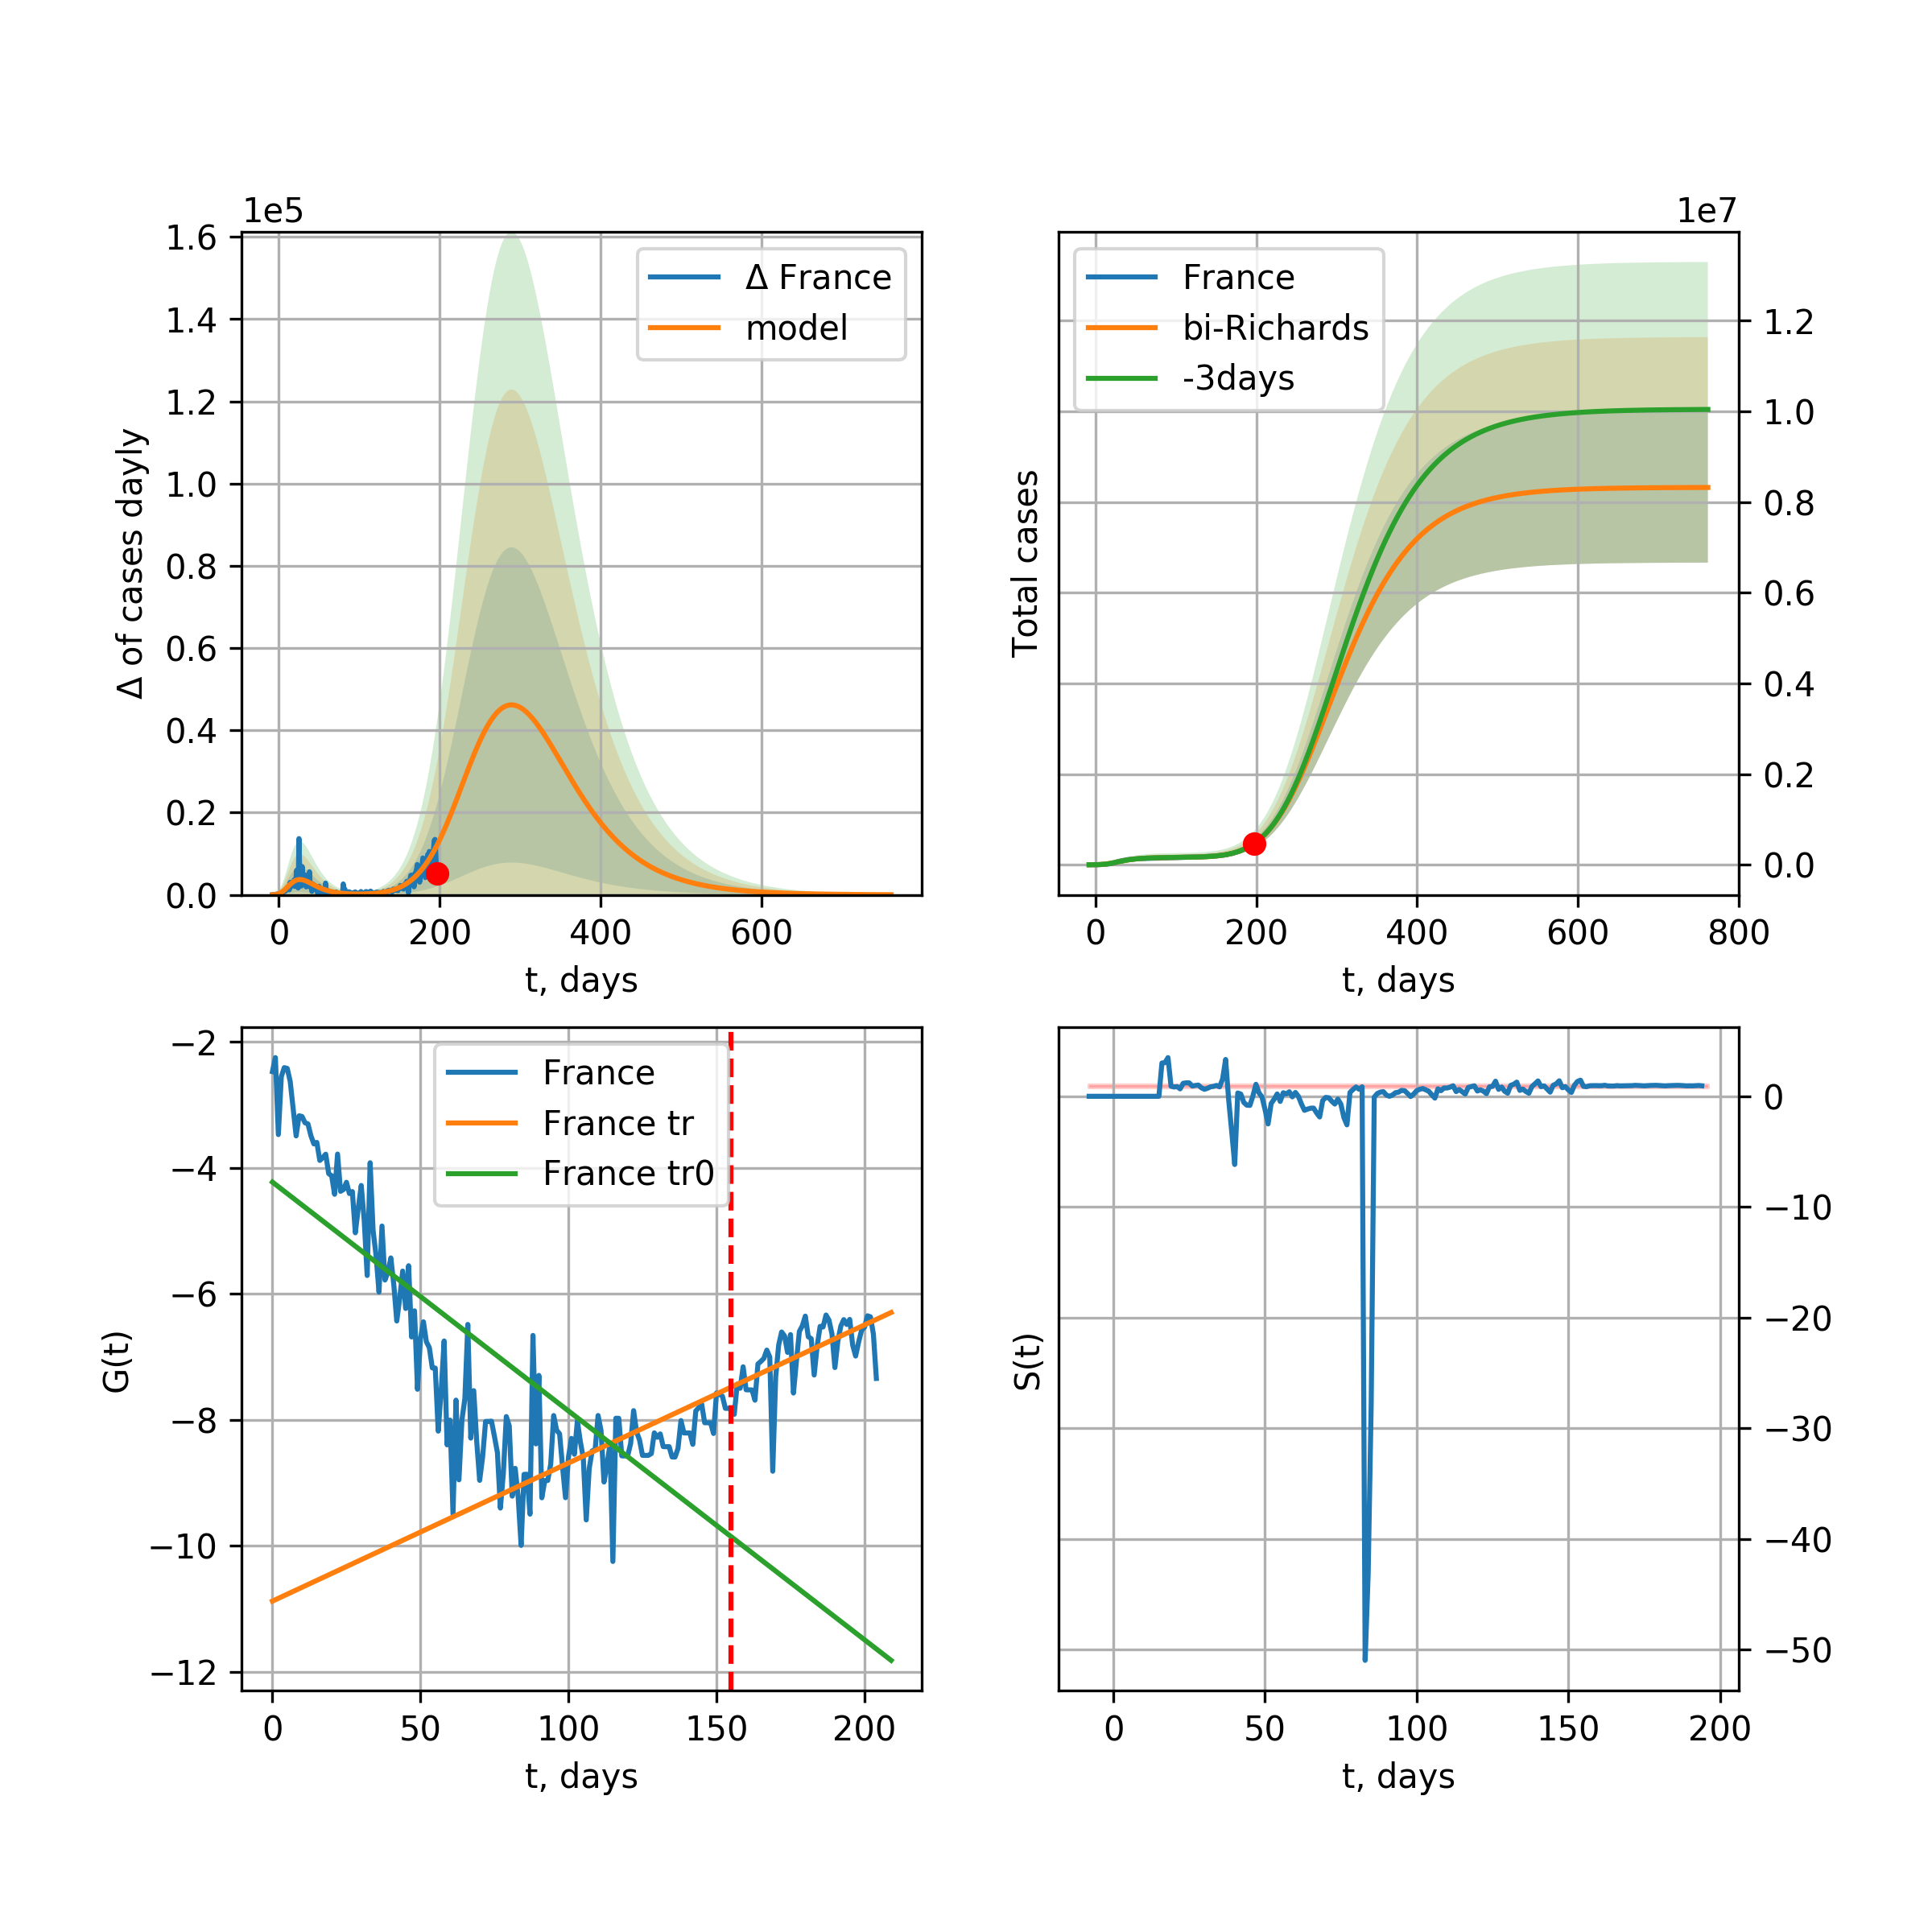 1e5
1.6
1.4
1.2
1.0
0.8
0.6
0.4
0.2
0.0
Δ of cases dayly
Δ France
model
0 200 400 600
t, days
1e7
France
bi-Richards
-3days
Total cases
1.2
1.0
0.8
0.6
0.4
0.2
0.0
0 200 400 600 800
t, days
−2
−4
−6
−8
−10
−12
G(t)
France
France tr
France tr0
0 50 100 150 200
t, days
S(t)
0
−10
−20
−30
−40
−50
0 50 100 150 200
t, days